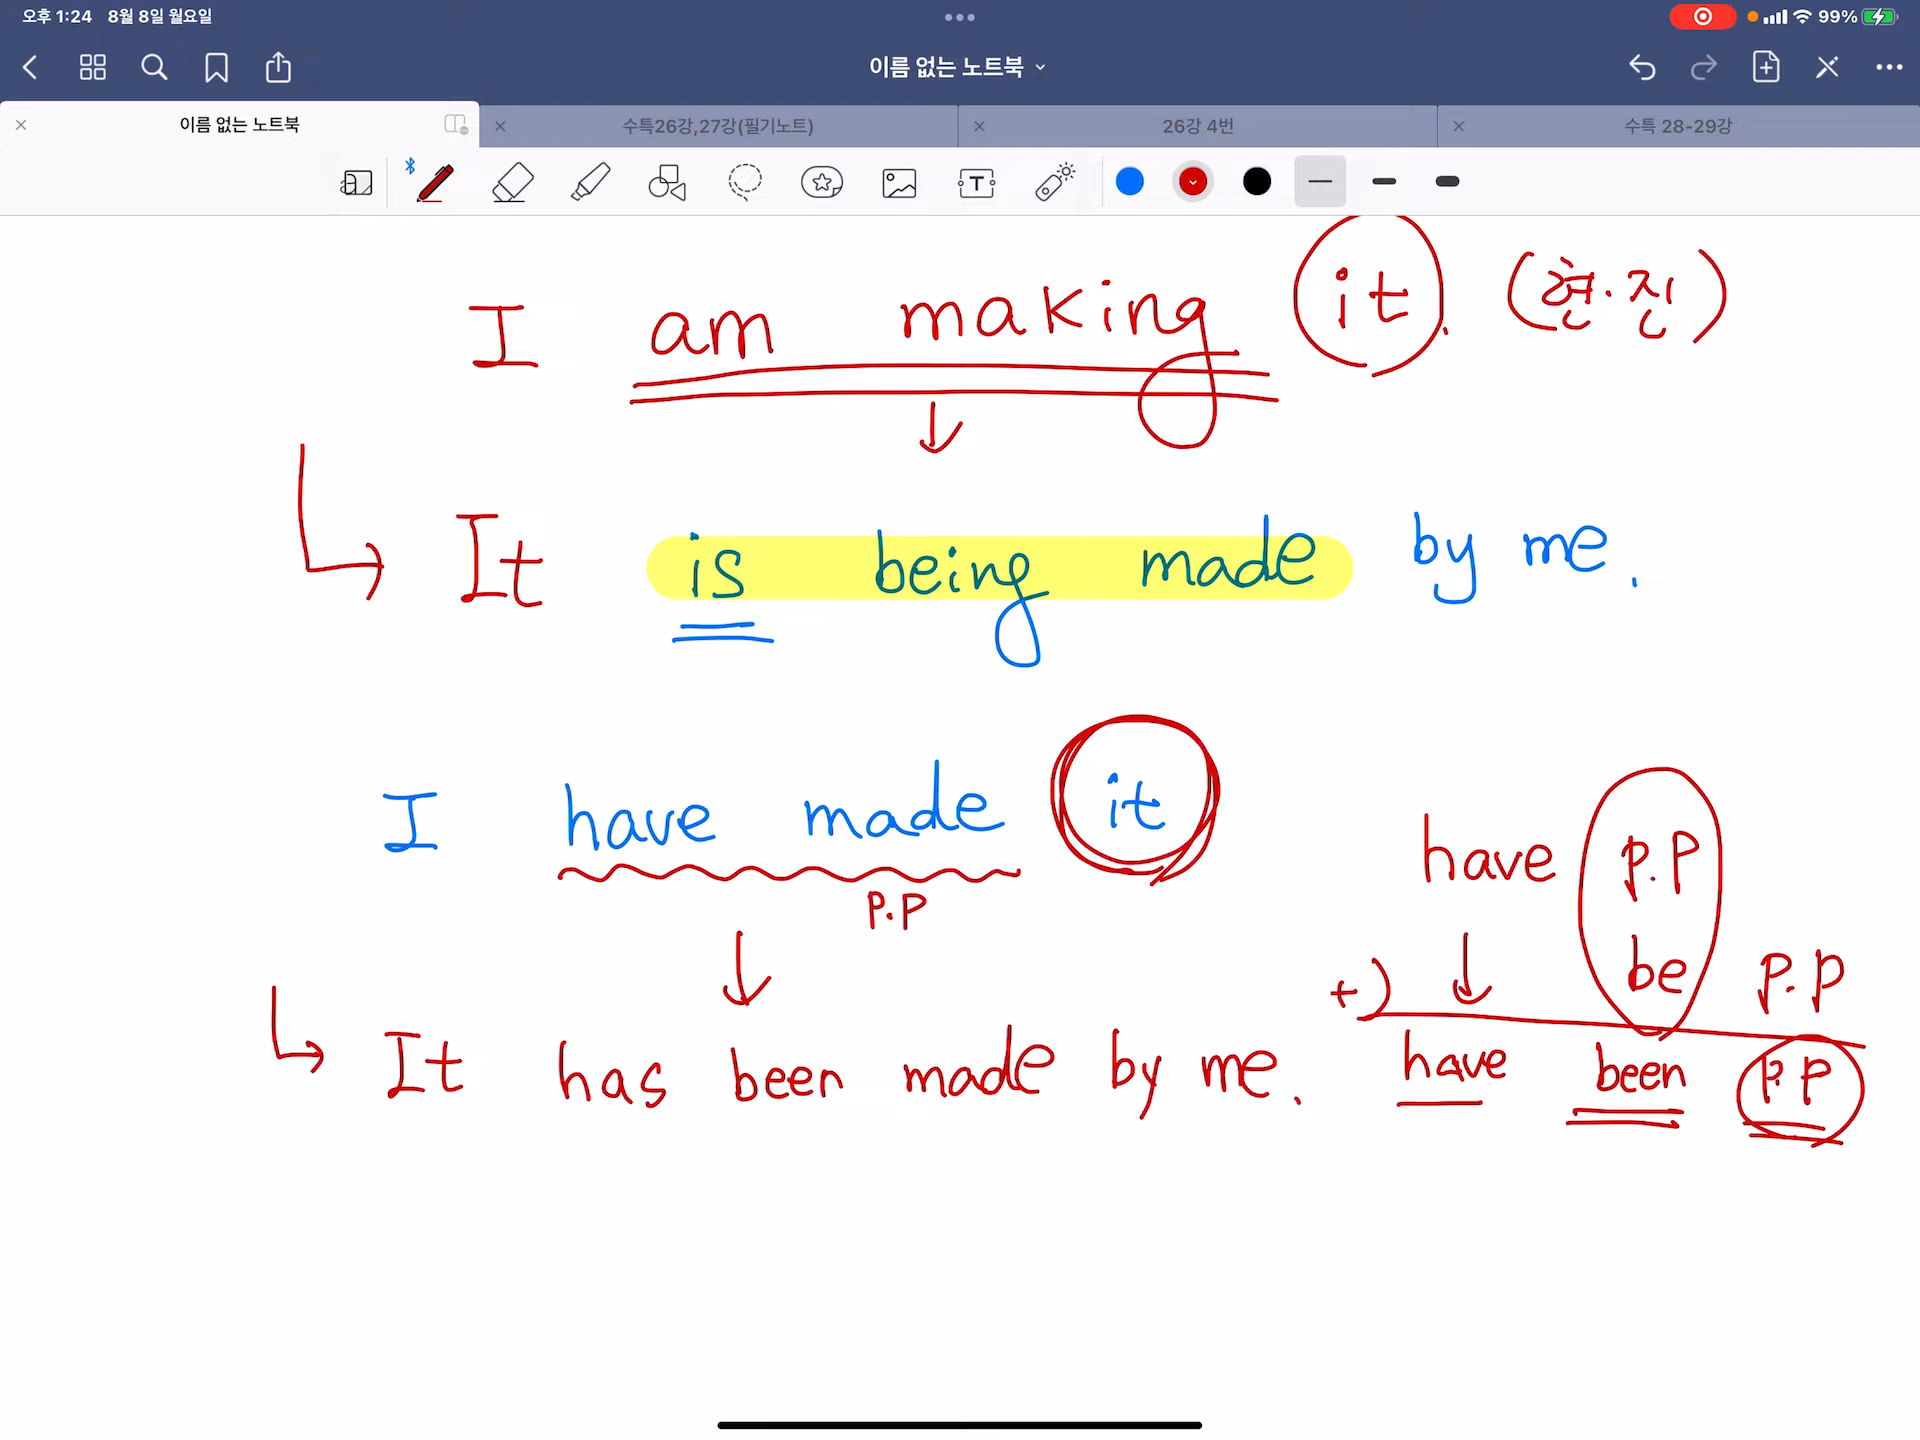 오후 1:24 8월 8일 월요일
99%
이름 없는 노트북
이름 없는 노트북
수특26강,27강(필기노트)
26강 4번
수특 28-29강
I am making it. (현.진)
It is being made by me.
I have made it
P.P
have P.P
+) be P.P
have been P.P
It has been made by me.